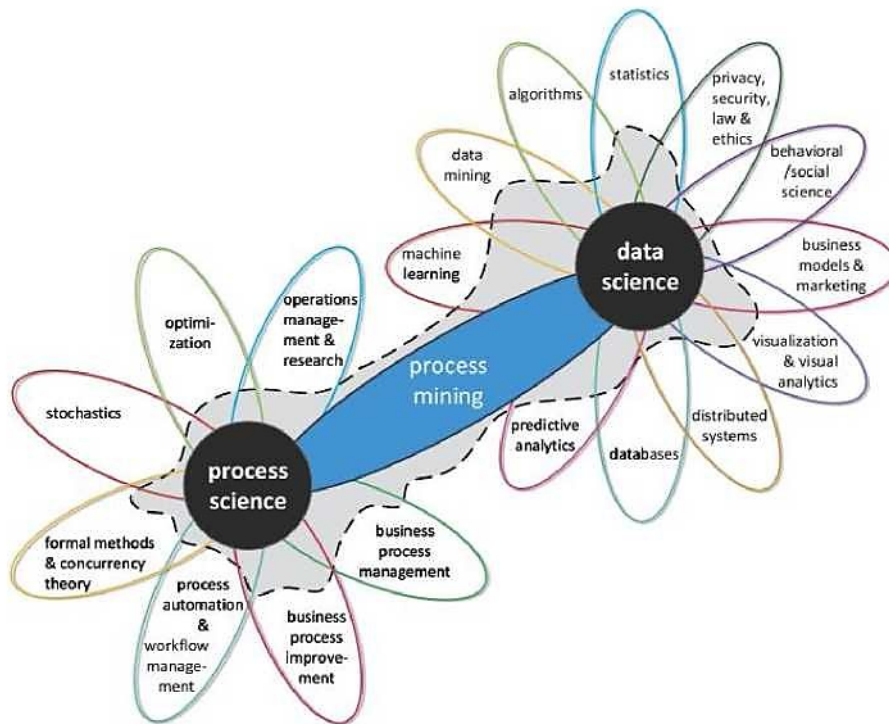 statistics
privacy,
security,
law &
ethics
algorithms
behavioral
/social
science
data
mining
machine
learning
data
science
business
models &
marketing
visualization
& visual
analytics
distributed
systems
databases
predictive
analytics
process
mining
operations
manage-
ment &
research
optimi-
zation
stochastics
process
science
formal methods
& concurrency
theory
process
automation
&
workflow
manage-
ment
business
process
improve-
ment
business
process
management